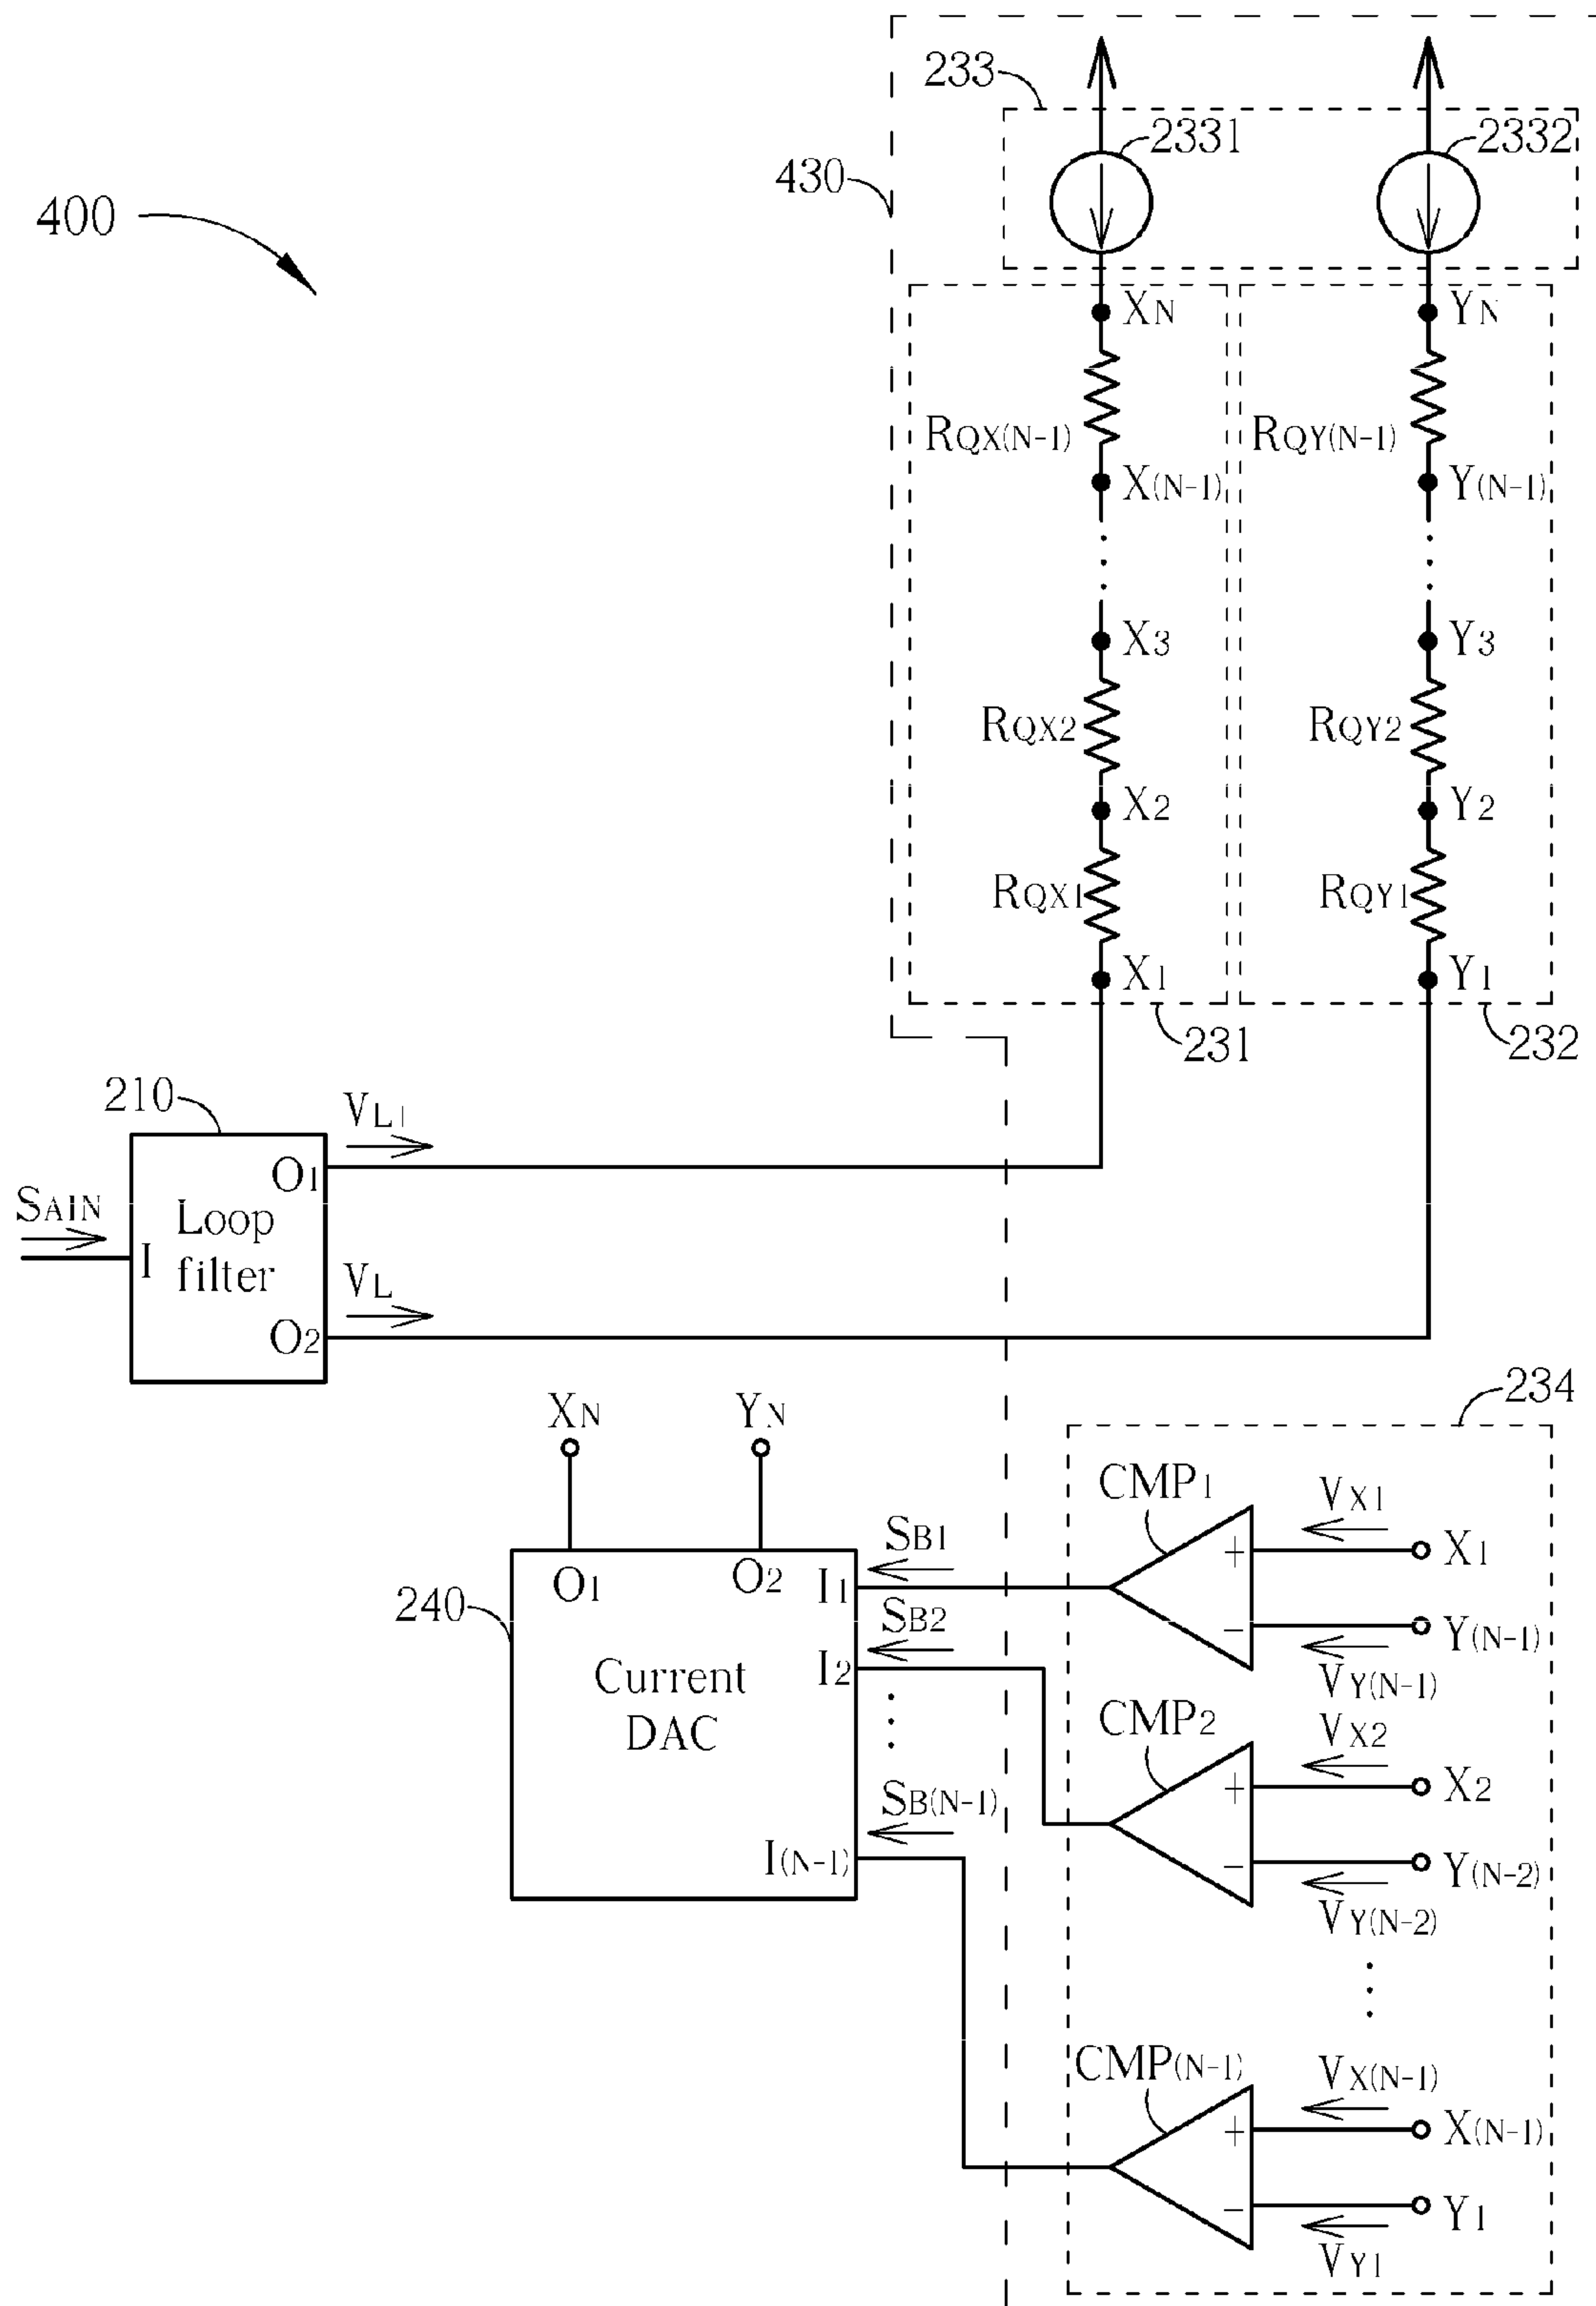 233
2331
2332
430
400
XN
YN
RQX(N-1)
RQY(N-1)
X(N-1)
Y(N-1)
X3
Y3
RQX2
RQY2
X2
Y2
RQX1
RQY1
X1
Y1
231
232
210
VL1
O1
SAIN
I
Loop
filter
VL
O2
234
XN
YN
CMP1
VX1
SB1
+
X1
O1
O2
I1
240
SB2
−
Y(N-1)
Current
DAC
I2
VY(N-1)
CMP2
VX2
+
X2
SB(N-1)
I(N-1)
−
Y(N-2)
VY(N-2)
CMP(N-1)
VX(N-1)
+
X(N-1)
−
Y1
VY1